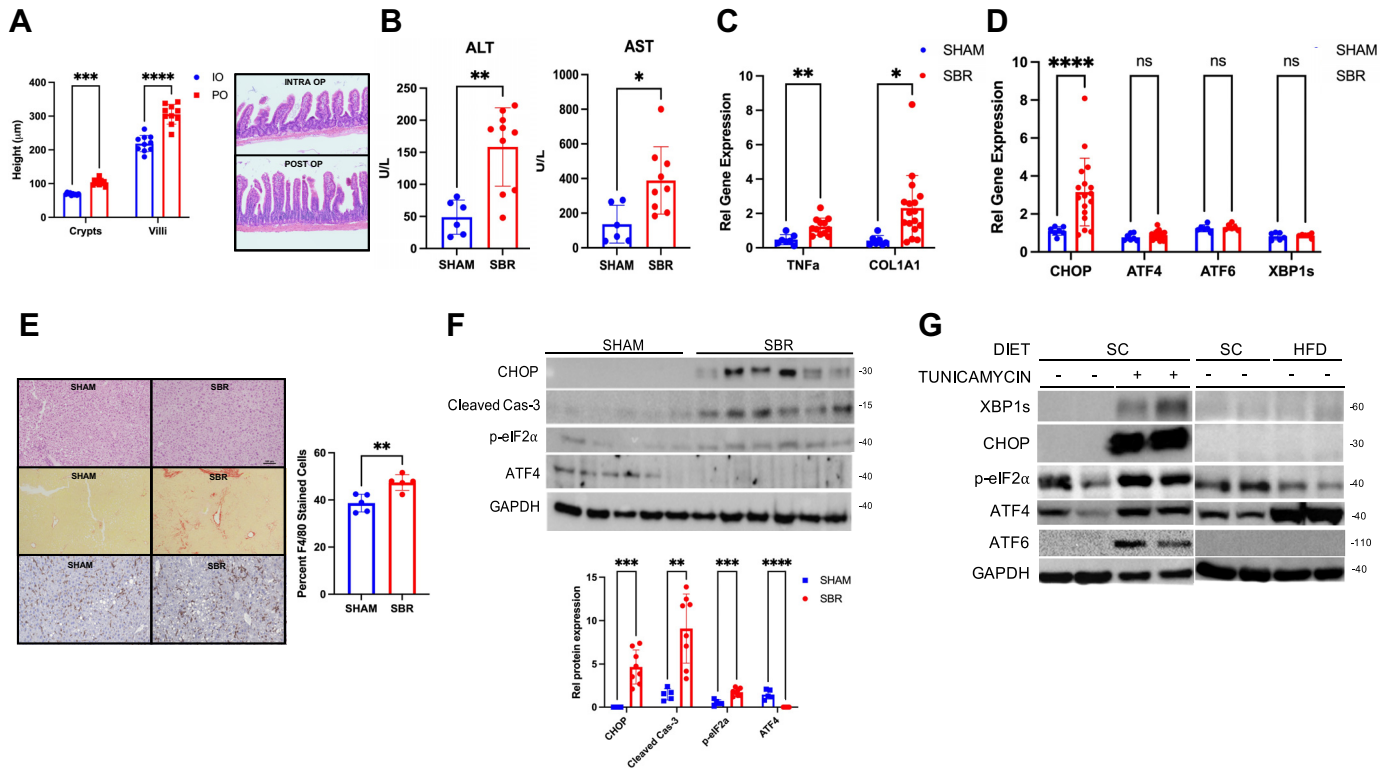 A
Height (μm)
400
300
200
100
0
***
****
IO
PO
Crypts
Villi
INTRA OP
POST OP
B
ALT
U/L
250
200
150
100
50
0
**
SHAM
SBR
AST
U/L
1000
800
600
400
200
0
*
SHAM
SBR
C
SHAM
SBR
Rel Gene Expression
10
8
6
4
2
0
**
*
TNFa
COL1A1
D
SHAM
SBR
Rel Gene Expression
10
8
6
4
2
0
****
ns
ns
ns
CHOP
ATF4
ATF6
XBP1s
E
SHAM
SBR
SHAM
SBR
SHAM
SBR
Percent F4/80 Stained Cells
60
40
20
0
**
SHAM
SBR
F
SHAM
SBR
CHOP
-30
Cleaved Cas-3
-15
p-eIF2α
-40
ATF4
-40
GAPDH
-40
Rel protein expression
15
10
5
0
***
**
***
****
SHAM
SBR
CHOP
Cleaved Cas-3
p-eIF2a
ATF4
G
DIET
SC
SC
HFD
TUNICAMYCIN
- - + + - - - -
XBP1s
-60
CHOP
-30
p-eIF2α
-40
ATF4
-40
ATF6
-110
GAPDH
-40